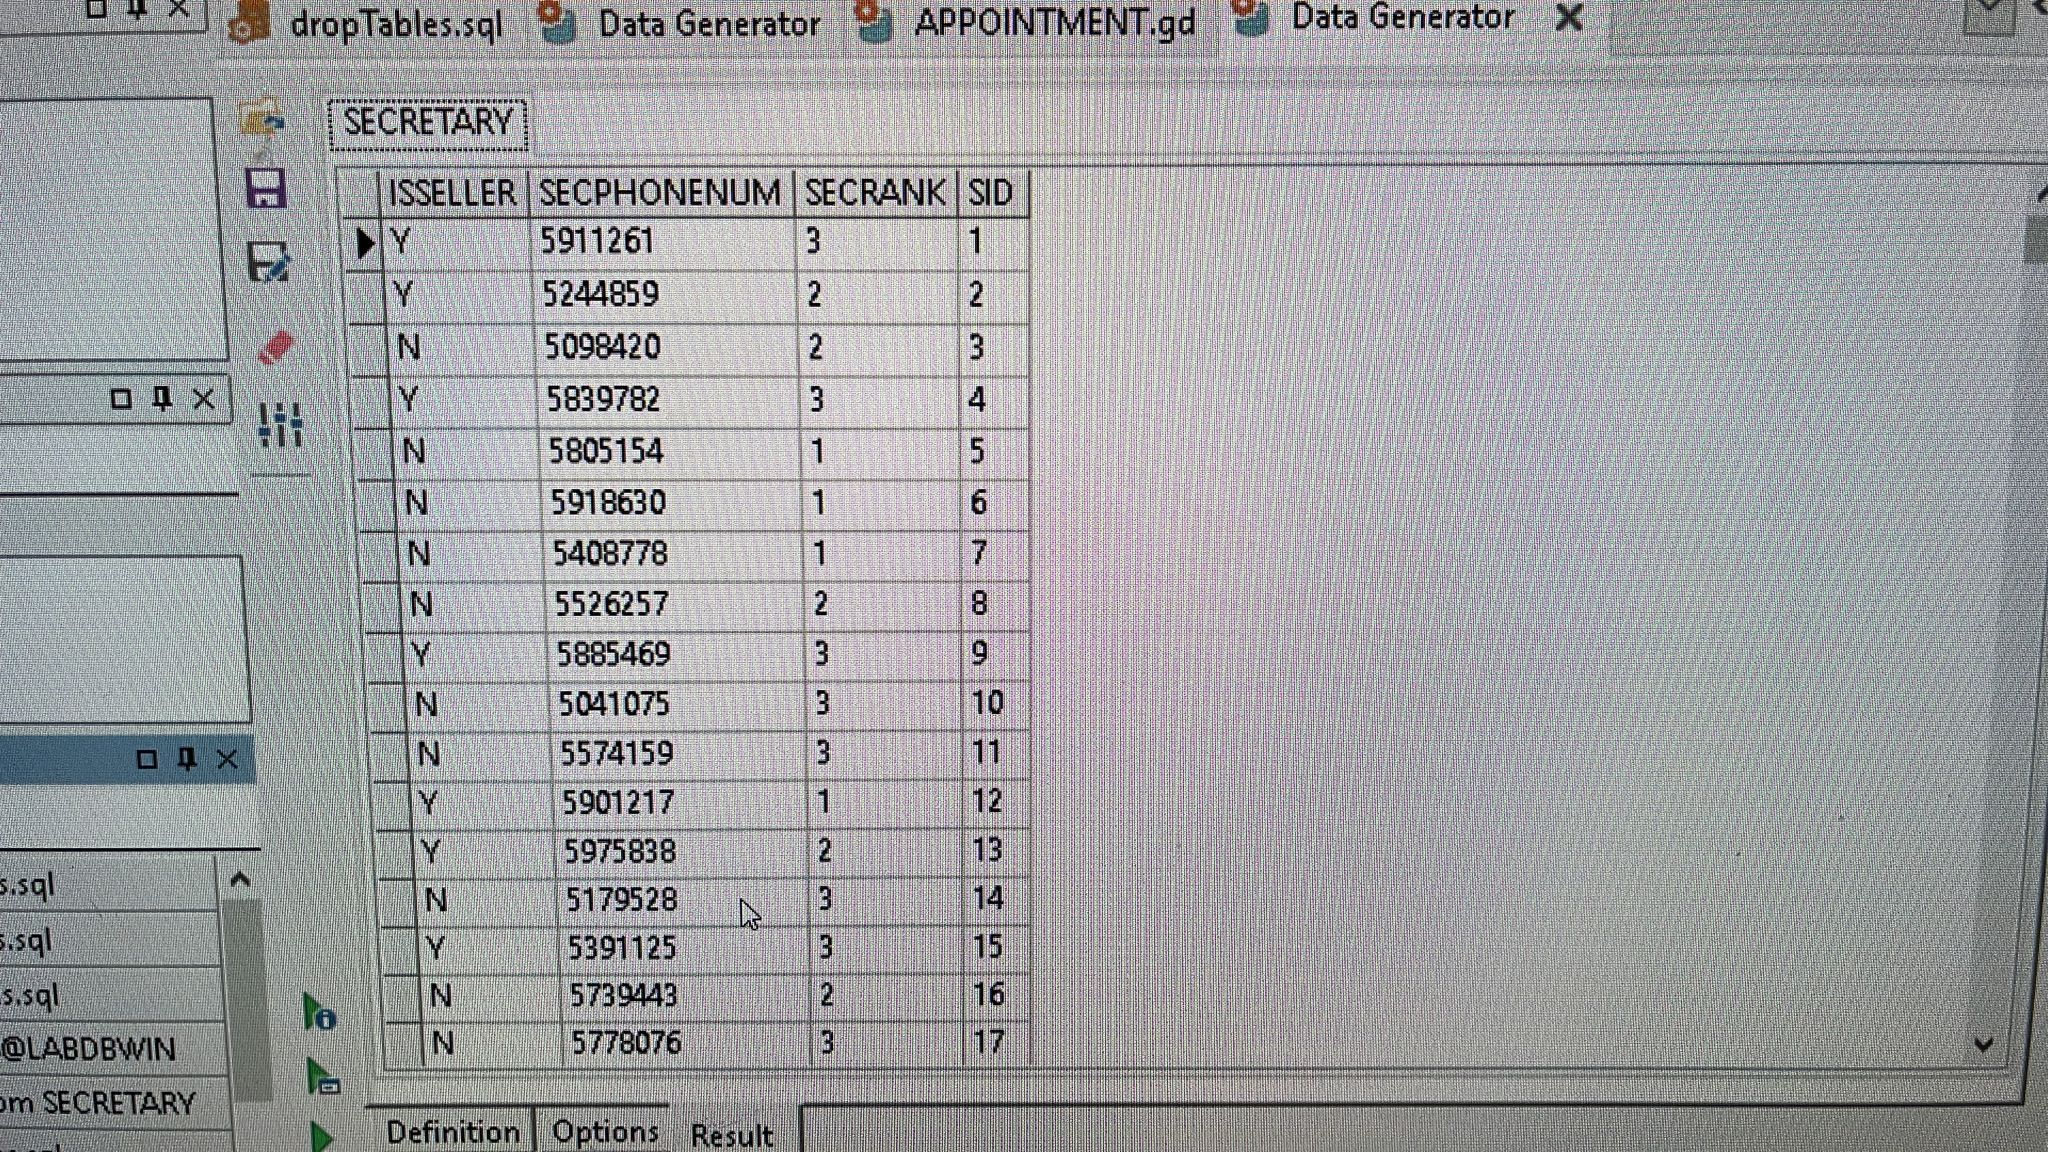 dropTables.sql Data Generator APPOINTMENT.gd Data Generator
SECRETARY
ISSELLER SECPHONENUM SECRANK SID
Y 5911261 3 1
Y 5244859 2 2
N 5098420 2 3
Y 5839782 3 4
N 5805154 1 5
N 5918630 1 6
N 5408778 1 7
N 5526257 2 8
Y 5885469 3 9
N 5041075 3 10
N 5574159 3 11
Y 5901217 1 12
Y 5975838 2 13
N 5179528 3 14
Y 5391125 3 15
N 5739443 2 16
N 5778076 3 17
s.sql
s.sql
s.sql
@LABDBWIN
om SECRETARY
Definition Options Result